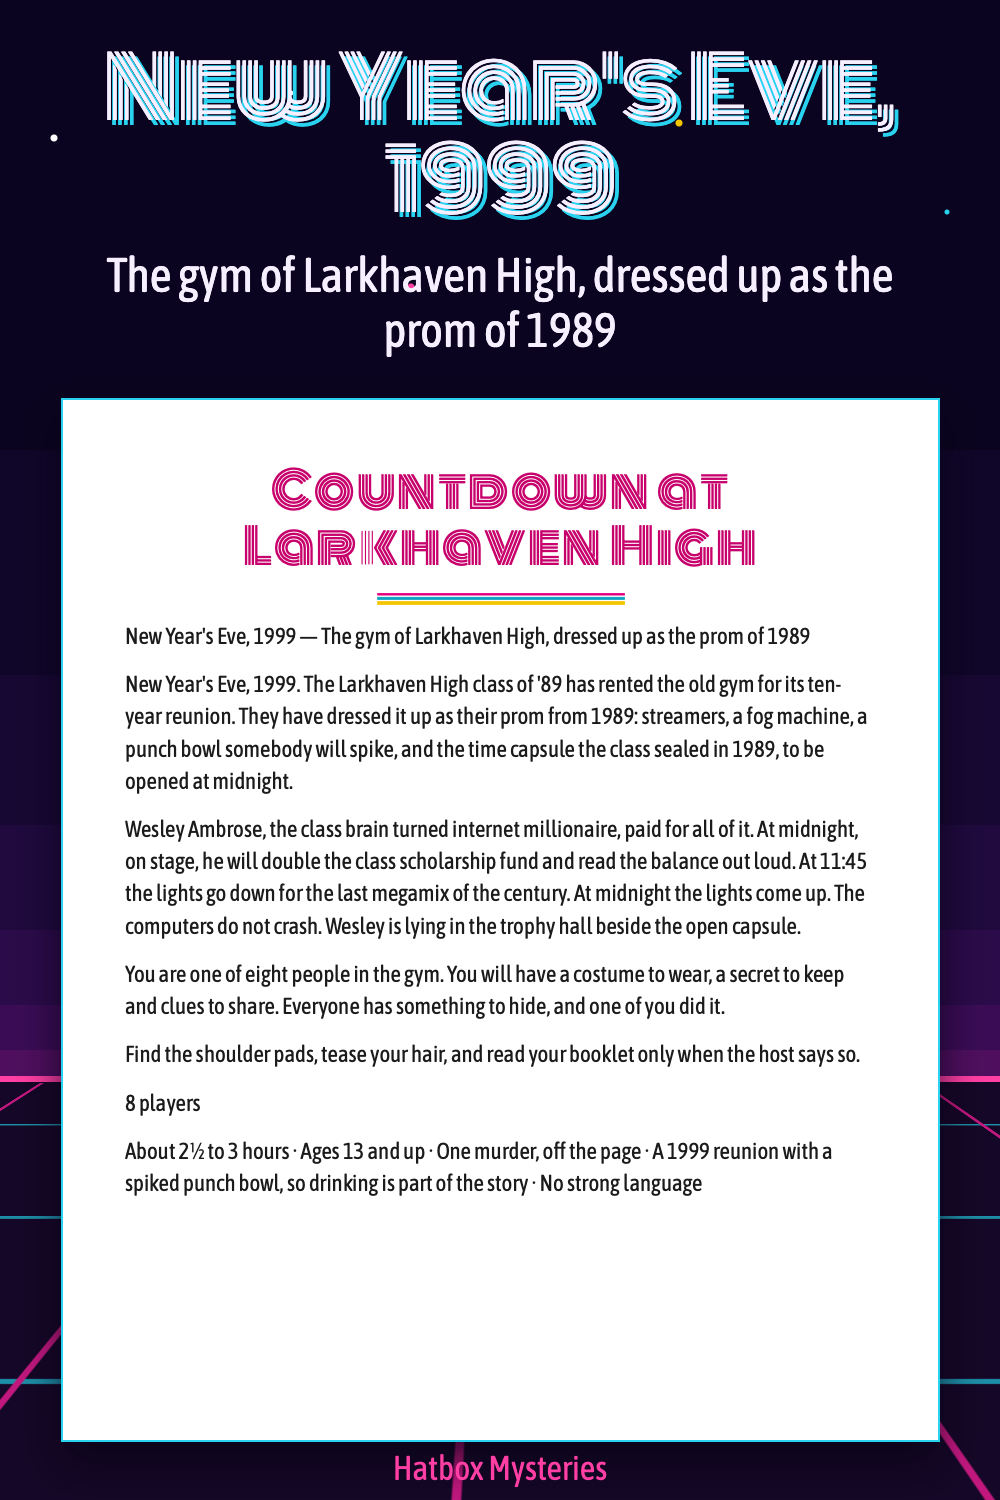 New Year's Eve,
1999
The gym of Larkhaven High, dressed up as the
prom of 1989
Countdown at
Larkhaven High
New Year's Eve, 1999 — The gym of Larkhaven High, dressed up as the prom of 1989
New Year's Eve, 1999. The Larkhaven High class of '89 has rented the old gym for its ten-
year reunion. They have dressed it up as their prom from 1989: streamers, a fog machine, a
punch bowl somebody will spike, and the time capsule the class sealed in 1989, to be
opened at midnight.
Wesley Ambrose, the class brain turned internet millionaire, paid for all of it. At midnight,
on stage, he will double the class scholarship fund and read the balance out loud. At 11:45
the lights go down for the last megamix of the century. At midnight the lights come up. The
computers do not crash. Wesley is lying in the trophy hall beside the open capsule.
You are one of eight people in the gym. You will have a costume to wear, a secret to keep
and clues to share. Everyone has something to hide, and one of you did it.
Find the shoulder pads, tease your hair, and read your booklet only when the host says so.
8 players
About 2½ to 3 hours · Ages 13 and up · One murder, off the page · A 1999 reunion with a
spiked punch bowl, so drinking is part of the story · No strong language
Hatbox Mysteries